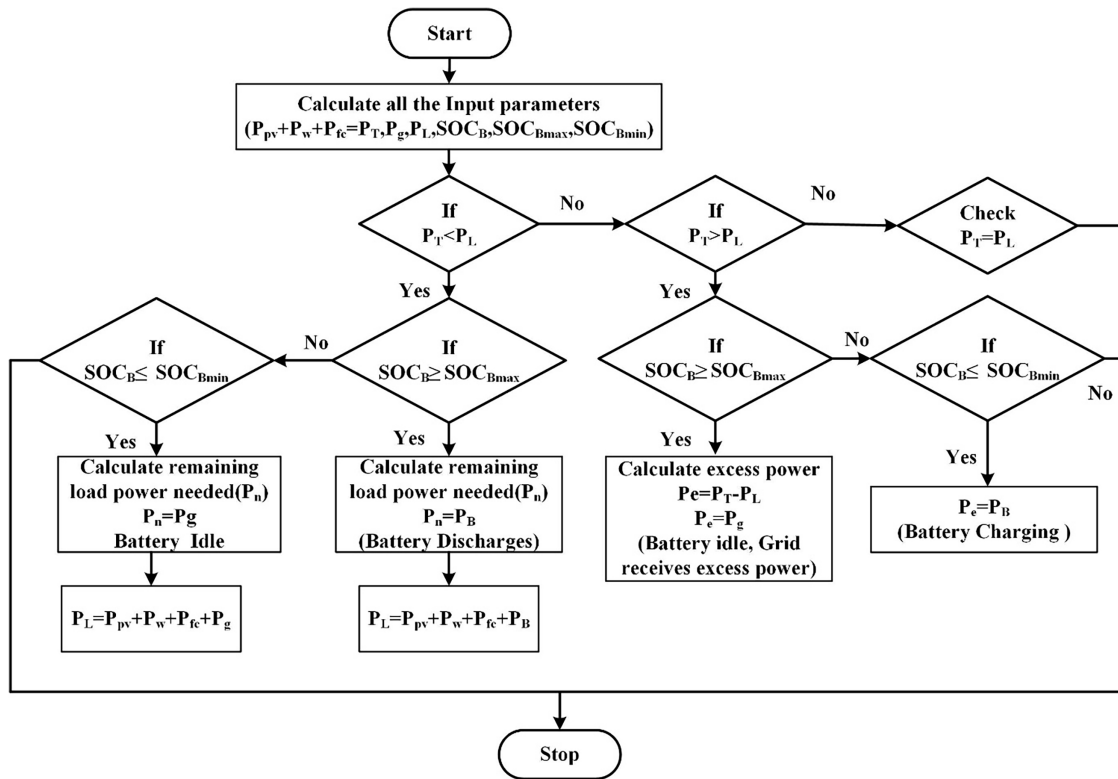 Start
Calculate all the Input parameters
(Ppv+Pw+Pfc=PT,Pg,PL,SOCB,SOCBmax,SOCBmin)
If
PT<PL
No
If
PT>PL
No
Check
PT=PL
Yes
Yes
If
SOCB≤ SOCBmin
No
If
SOCB≥SOCBmax
If
SOCB≥SOCBmax
No
If
SOCB≤ SOCBmin
No
Yes
Calculate remaining
load power needed(Pn)
Pn=Pg
Battery Idle
PL=Ppv+Pw+Pfc+Pg
Yes
Calculate remaining
load power needed(Pn)
Pn=PB
(Battery Discharges)
PL=Ppv+Pw+Pfc+PB
Yes
Calculate excess power
Pe=PT-PL
Pe=Pg
(Battery idle, Grid
receives excess power)
Yes
Pe=PB
(Battery Charging )
Stop